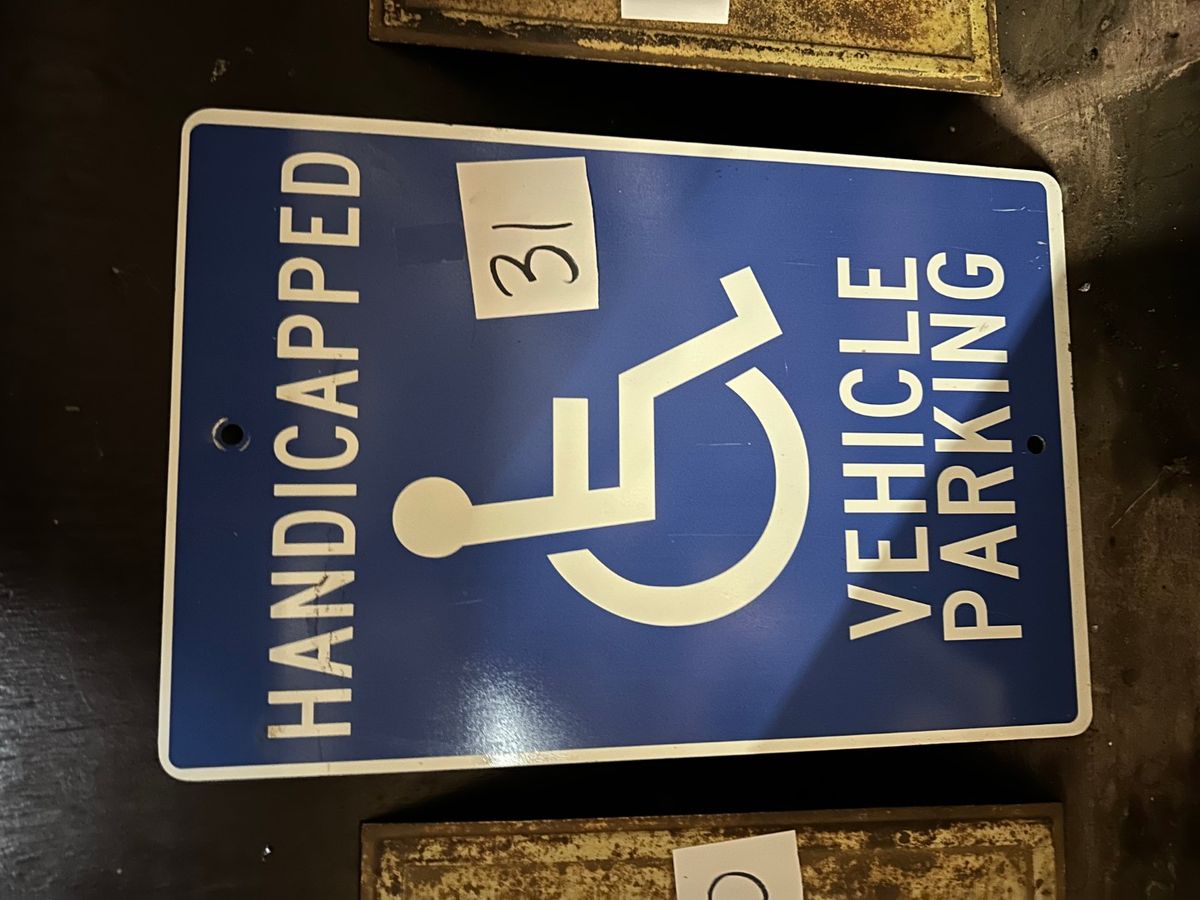 HANDICAPPED
31
VEHICLE
PARKING